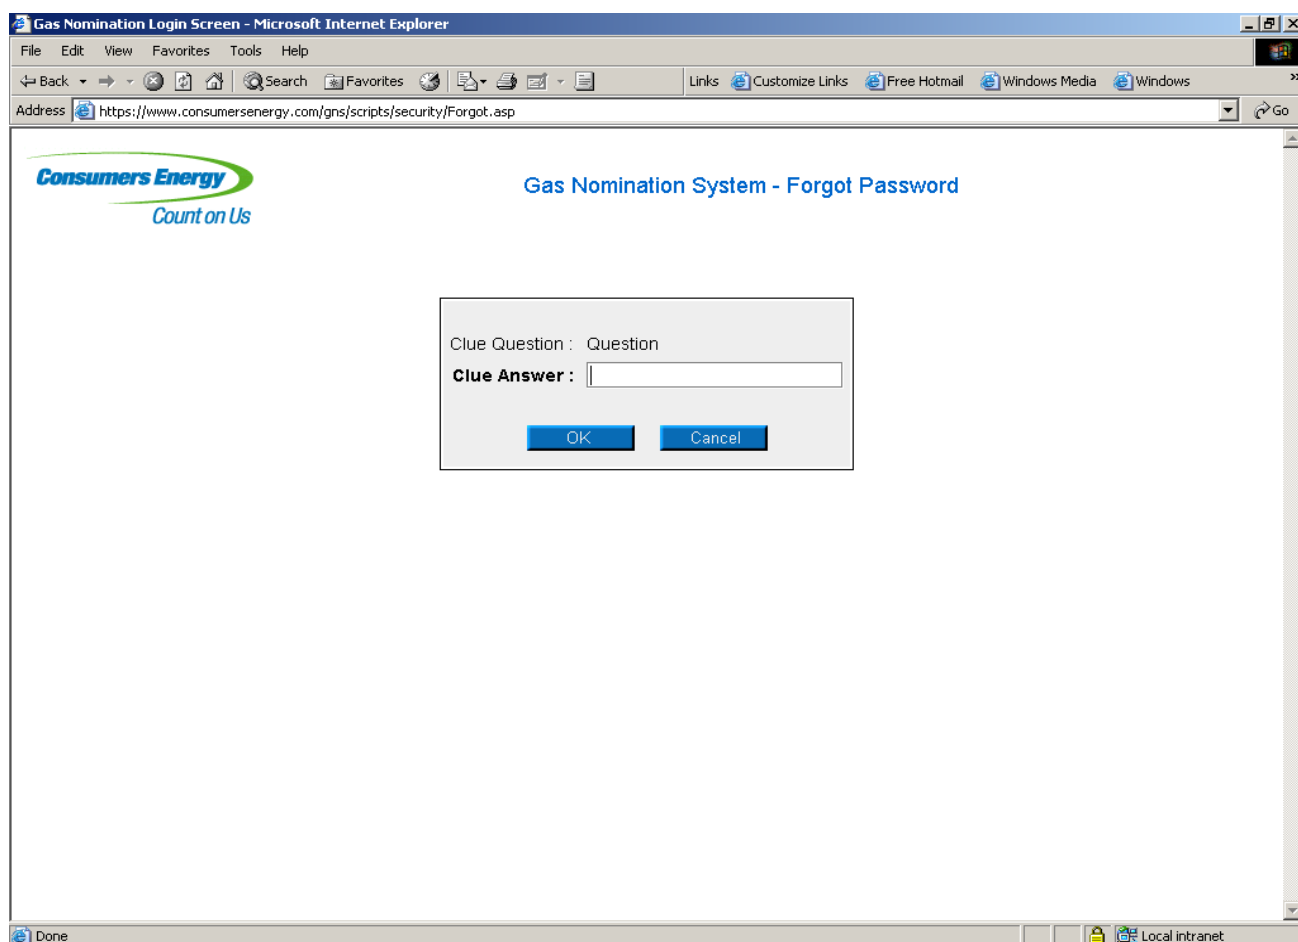 Gas Nomination Login Screen - Microsoft Internet Explorer
File Edit View Favorites Tools Help
Back Search Favorites Links Customize Links Free Hotmail Windows Media Windows »
Address https://www.consumersenergy.com/gns/scripts/security/Forgot.asp Go
Consumers Energy
Count on Us
Gas Nomination System - Forgot Password
Clue Question : Question
Clue Answer :
OK Cancel
Done Local intranet